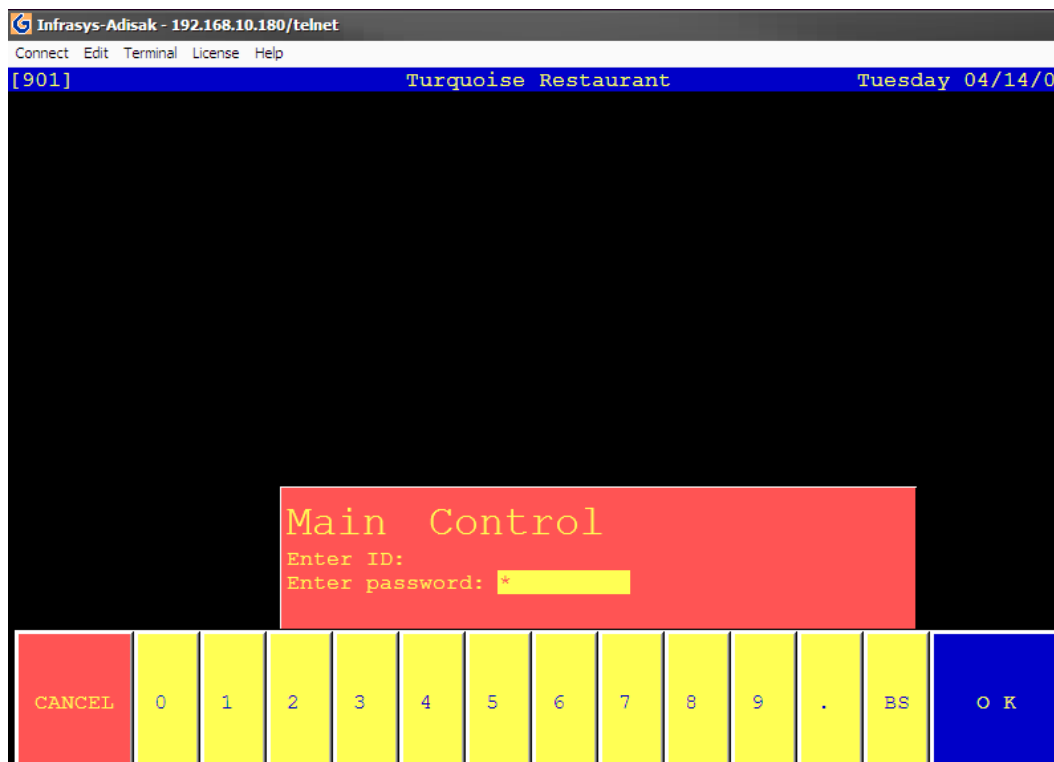 Infrasys-Adisak - 192.168.10.180/telnet
Connect Edit Terminal License Help
[901] Turquoise Restaurant Tuesday 04/14/0
Main Control
Enter ID:
Enter password: *
CANCEL 0 1 2 3 4 5 6 7 8 9 . BS O K